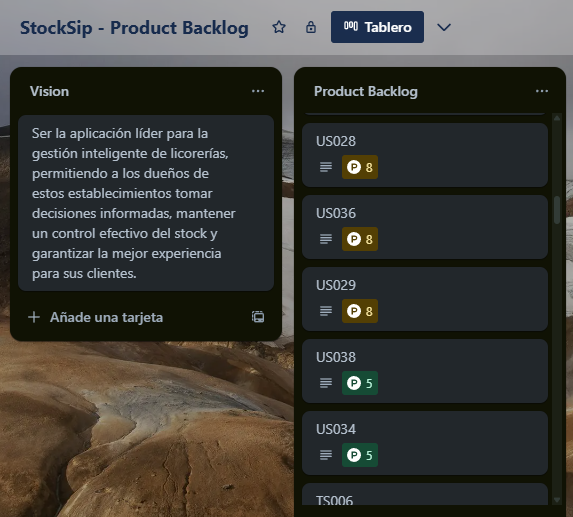 StockSip - Product Backlog
Tablero
Vision
Ser la aplicación líder para la
gestión inteligente de licorerías,
permitiendo a los dueños de
estos establecimientos tomar
decisiones informadas, mantener
un control efectivo del stock y
garantizar la mejor experiencia
para sus clientes.
Añade una tarjeta
Product Backlog
US028
P 8
US036
P 8
US029
P 8
US038
P 5
US034
P 5
TS006